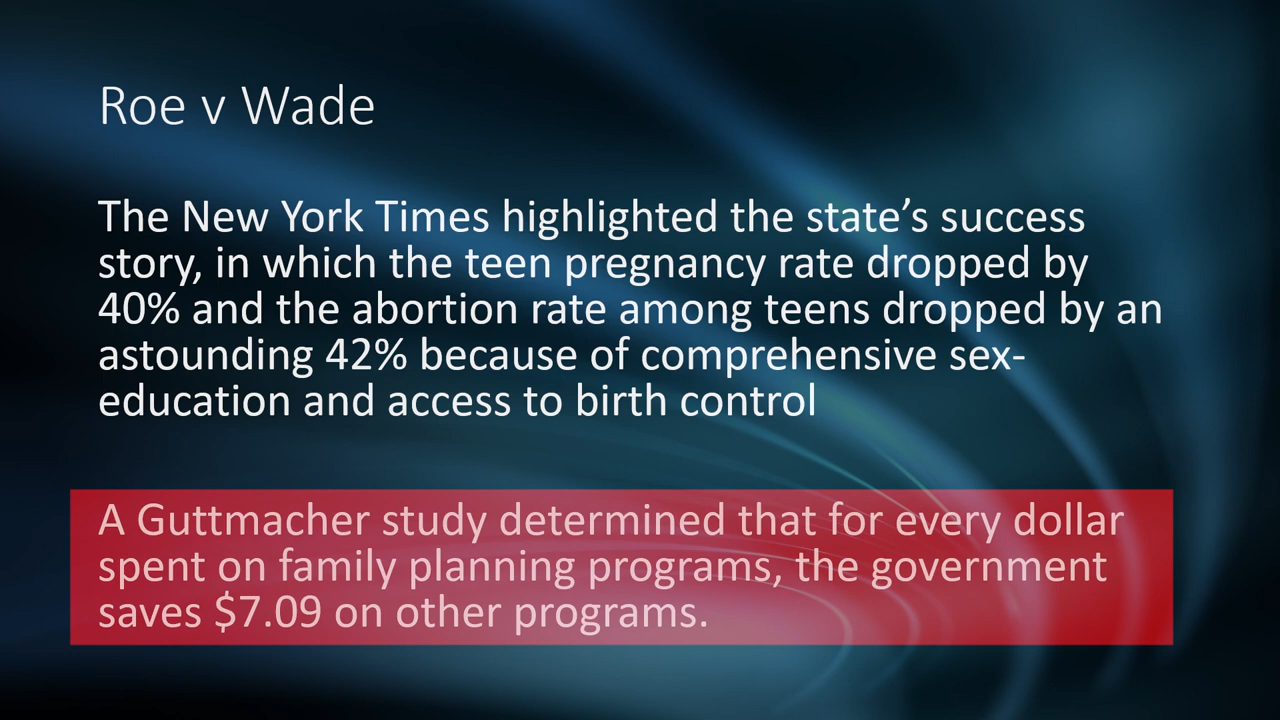 Roe v Wade
The New York Times highlighted the state’s success
story, in which the teen pregnancy rate dropped by
40% and the abortion rate among teens dropped by an
astounding 42% because of comprehensive sex-
education and access to birth control
A Guttmacher study determined that for every dollar
spent on family planning programs, the government
saves $7.09 on other programs.